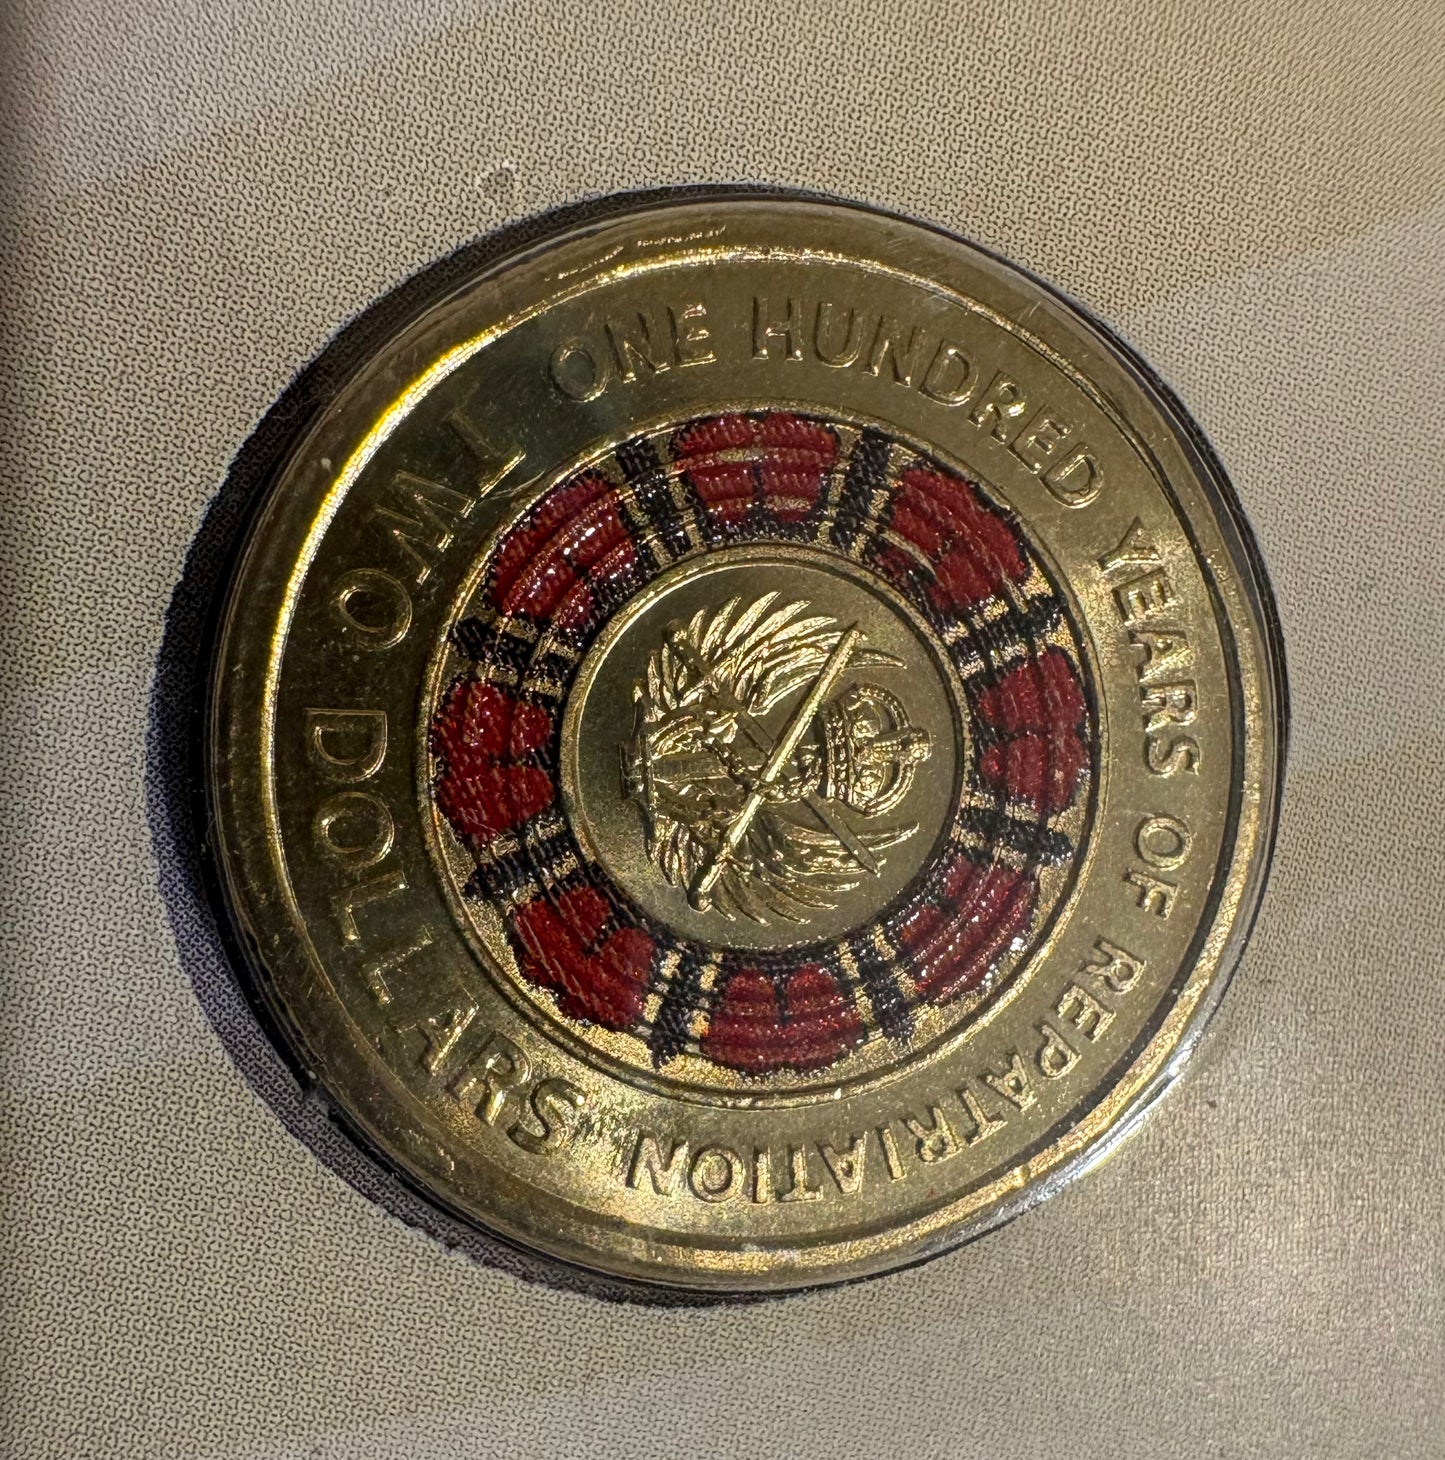 ONE HUNDRED YEARS OF REPATRIATION
TWO DOLLARS